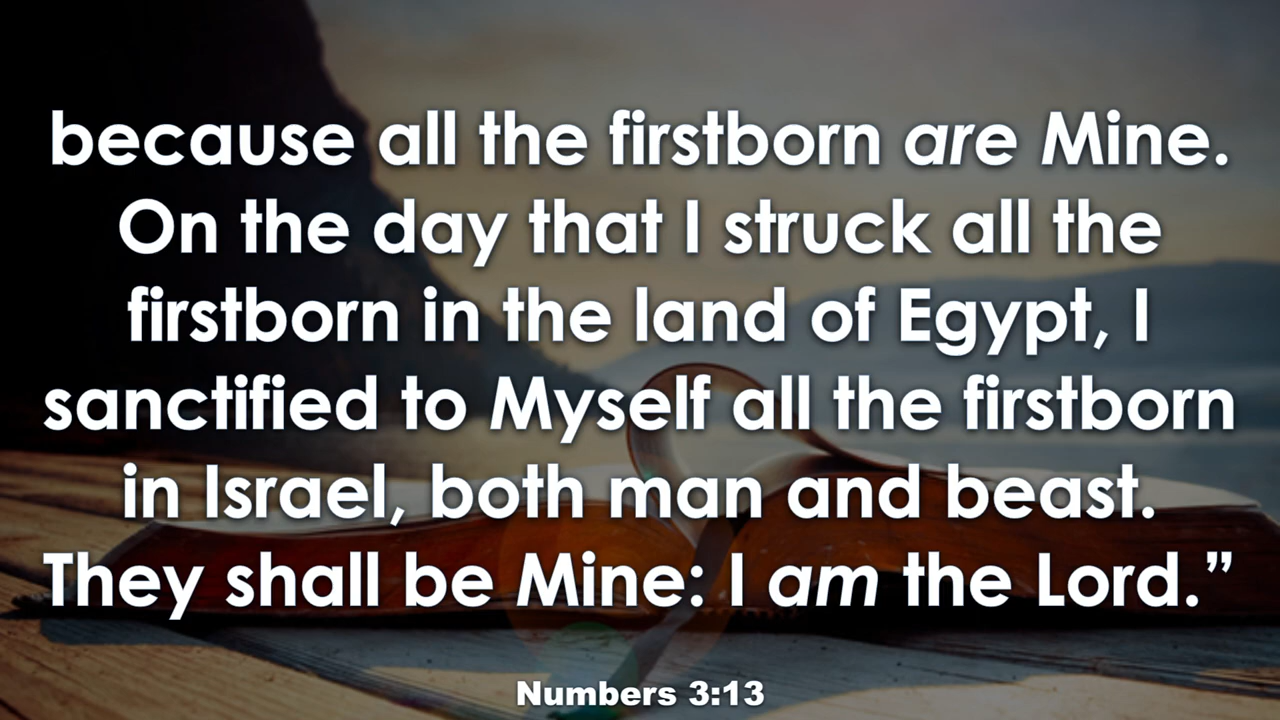 because all the firstborn are Mine.
On the day that I struck all the
firstborn in the land of Egypt, I
sanctified to Myself all the firstborn
in Israel, both man and beast.
They shall be Mine: I am the Lord.”
Numbers 3:13